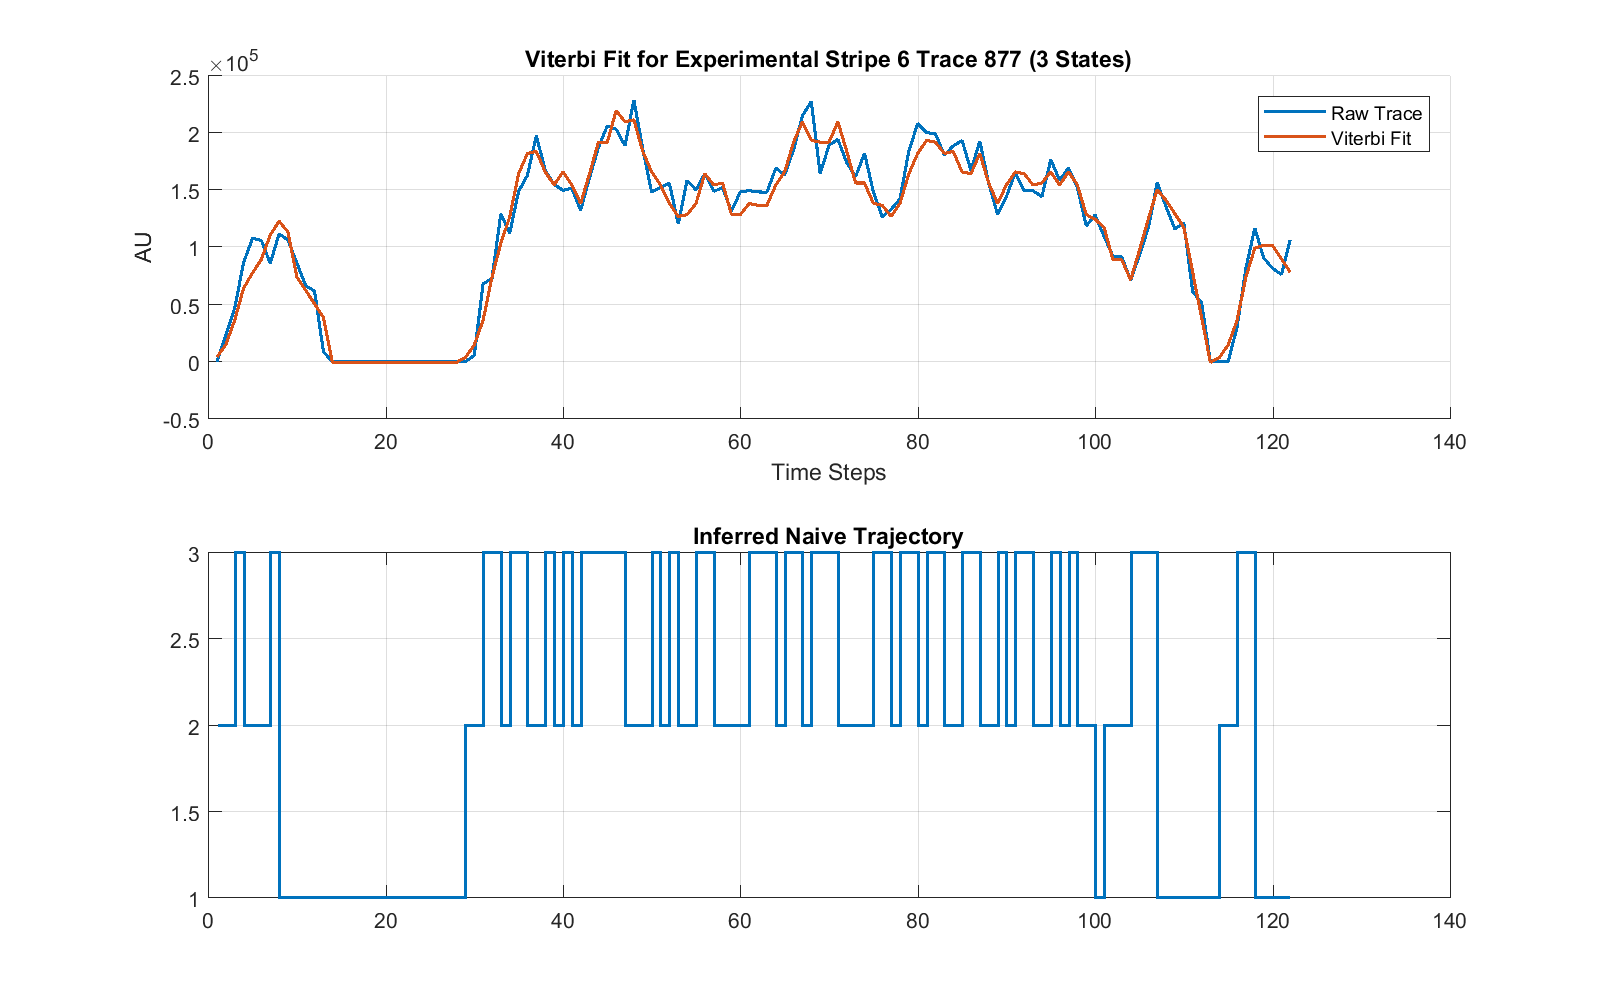 Viterbi Fit for Experimental Stripe 6 Trace 877 (3 States)
×10^5
2.5
2
1.5
1
0.5
0
-0.5
AU
Raw Trace
Viterbi Fit
0 20 40 60 80 100 120 140
Time Steps
Inferred Naive Trajectory
3
2.5
2
1.5
1
0 20 40 60 80 100 120 140